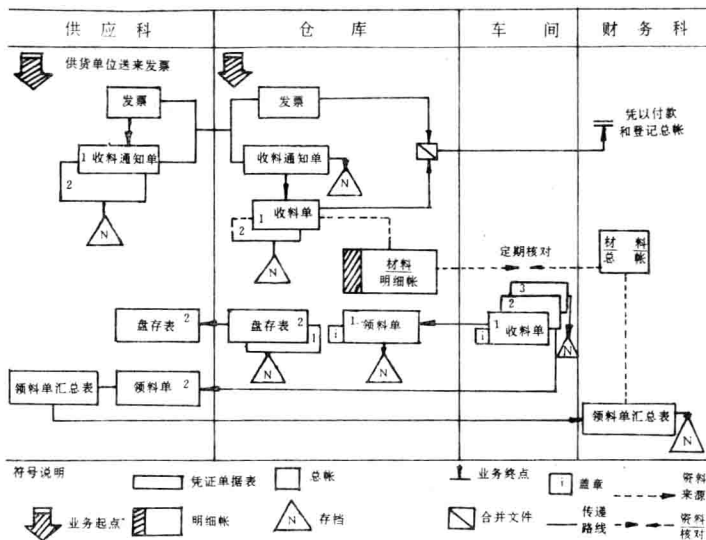 供应科 仓库 车间 财务科
供货单位送来发票
发票 发票
凭以付款
和登记总帐
1 收料通知单 收料通知单
2
N
N
1 收料单
2
N
N
材料
明细帐
定期核对
材料
总帐
3
2
1 收料单
i
N
盘存表 2
盘存表 2
1
N
1 领料单
i
N
领料单汇总表 领料单 2
领料单汇总表
N
符号说明
凭证单据表 总帐 业务终点 i 盖章 资料
来源
业务起点 明细帐 N 存档 合并文件 传递
路线 资料
核对